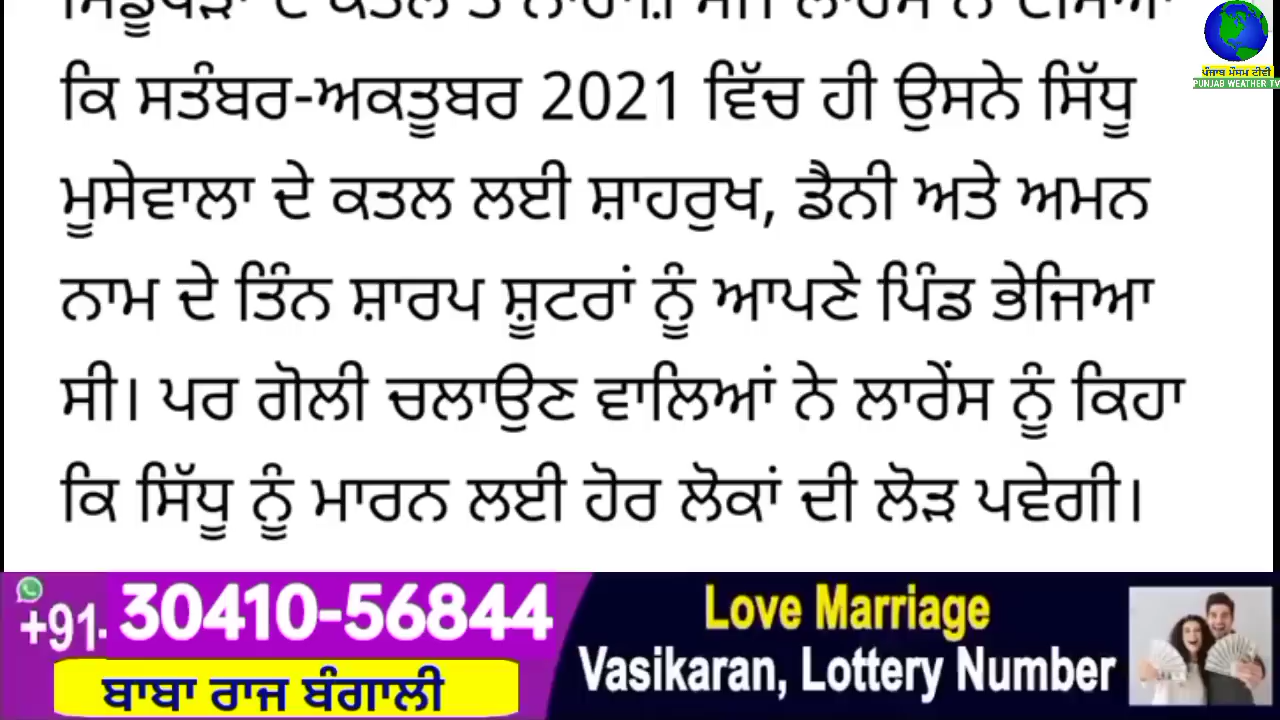 ਕਿ ਸਤੰਬਰ-ਅਕਤੂਬਰ 2021 ਵਿੱਚ ਹੀ ਉਸਨੇ ਸਿੱਧੂ
ਮੂਸੇਵਾਲਾ ਦੇ ਕਤਲ ਲਈ ਸ਼ਾਹਰੁਖ, ਡੈਨੀ ਅਤੇ ਅਮਨ
ਨਾਮ ਦੇ ਤਿੰਨ ਸ਼ਾਰਪ ਸ਼ੂਟਰਾਂ ਨੂੰ ਆਪਣੇ ਪਿੰਡ ਭੇਜਿਆ
ਸੀ। ਪਰ ਗੋਲੀ ਚਲਾਉਣ ਵਾਲਿਆਂ ਨੇ ਲਾਰੇਂਸ ਨੂੰ ਕਿਹਾ
ਕਿ ਸਿੱਧੂ ਨੂੰ ਮਾਰਨ ਲਈ ਹੋਰ ਲੋਕਾਂ ਦੀ ਲੋੜ ਪਵੇਗੀ।
ਪੰਜਾਬ ਮੌਸਮ ਟੀਵੀ
PUNJAB WEATHER TV
+91- 30410-56844
ਬਾਬਾ ਰਾਜ ਬੰਗਾਲੀ
Love Marriage
Vasikaran, Lottery Number